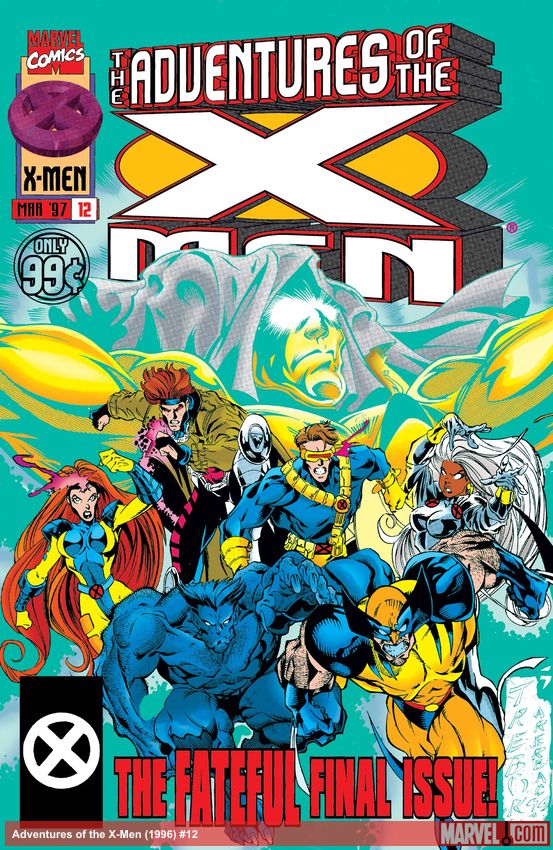 MARVEL
COMICS
X-MEN
MAR '97 12
ONLY
99¢
THE ADVENTURES OF THE
X
MEN ®
THE FATEFUL FINAL ISSUE!
Adventures of the X-Men (1996) #12
MARVEL.com